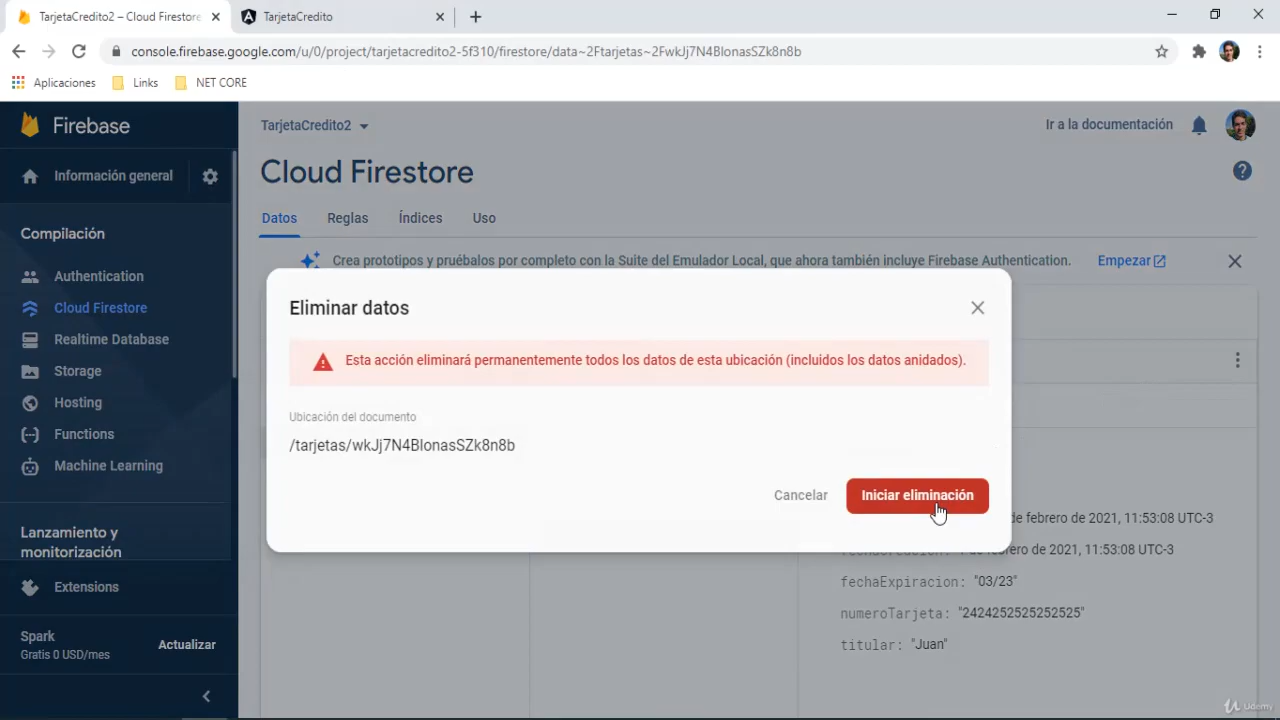 TarjetaCredito2 – Cloud Firestore
TarjetaCredito
console.firebase.google.com/u/0/project/tarjetacredito2-5f310/firestore/data~2Ftarjetas~2FwkJj7N4BIonasSZk8n8b
Aplicaciones
Links
NET CORE
Firebase
TarjetaCredito2
Ir a la documentación
Información general
Cloud Firestore
Datos
Reglas
Índices
Uso
Compilación
Authentication
Cloud Firestore
Realtime Database
Storage
Hosting
Functions
Machine Learning
Lanzamiento y
monitorización
Extensions
Spark
Gratis 0 USD/mes
Actualizar
Crea prototipos y pruébalos por completo con la Suite del Emulador Local, que ahora también incluye Firebase Authentication.
Empezar
Eliminar datos
Esta acción eliminará permanentemente todos los datos de esta ubicación (incluidos los datos anidados).
Ubicación del documento
/tarjetas/wkJj7N4BIonasSZk8n8b
Cancelar
Iniciar eliminación
de febrero de 2021, 11:53:08 UTC-3
de febrero de 2021, 11:53:08 UTC-3
fechaExpiracion: "03/23"
numeroTarjeta: "2424252525252525"
titular: "Juan"
Udemy